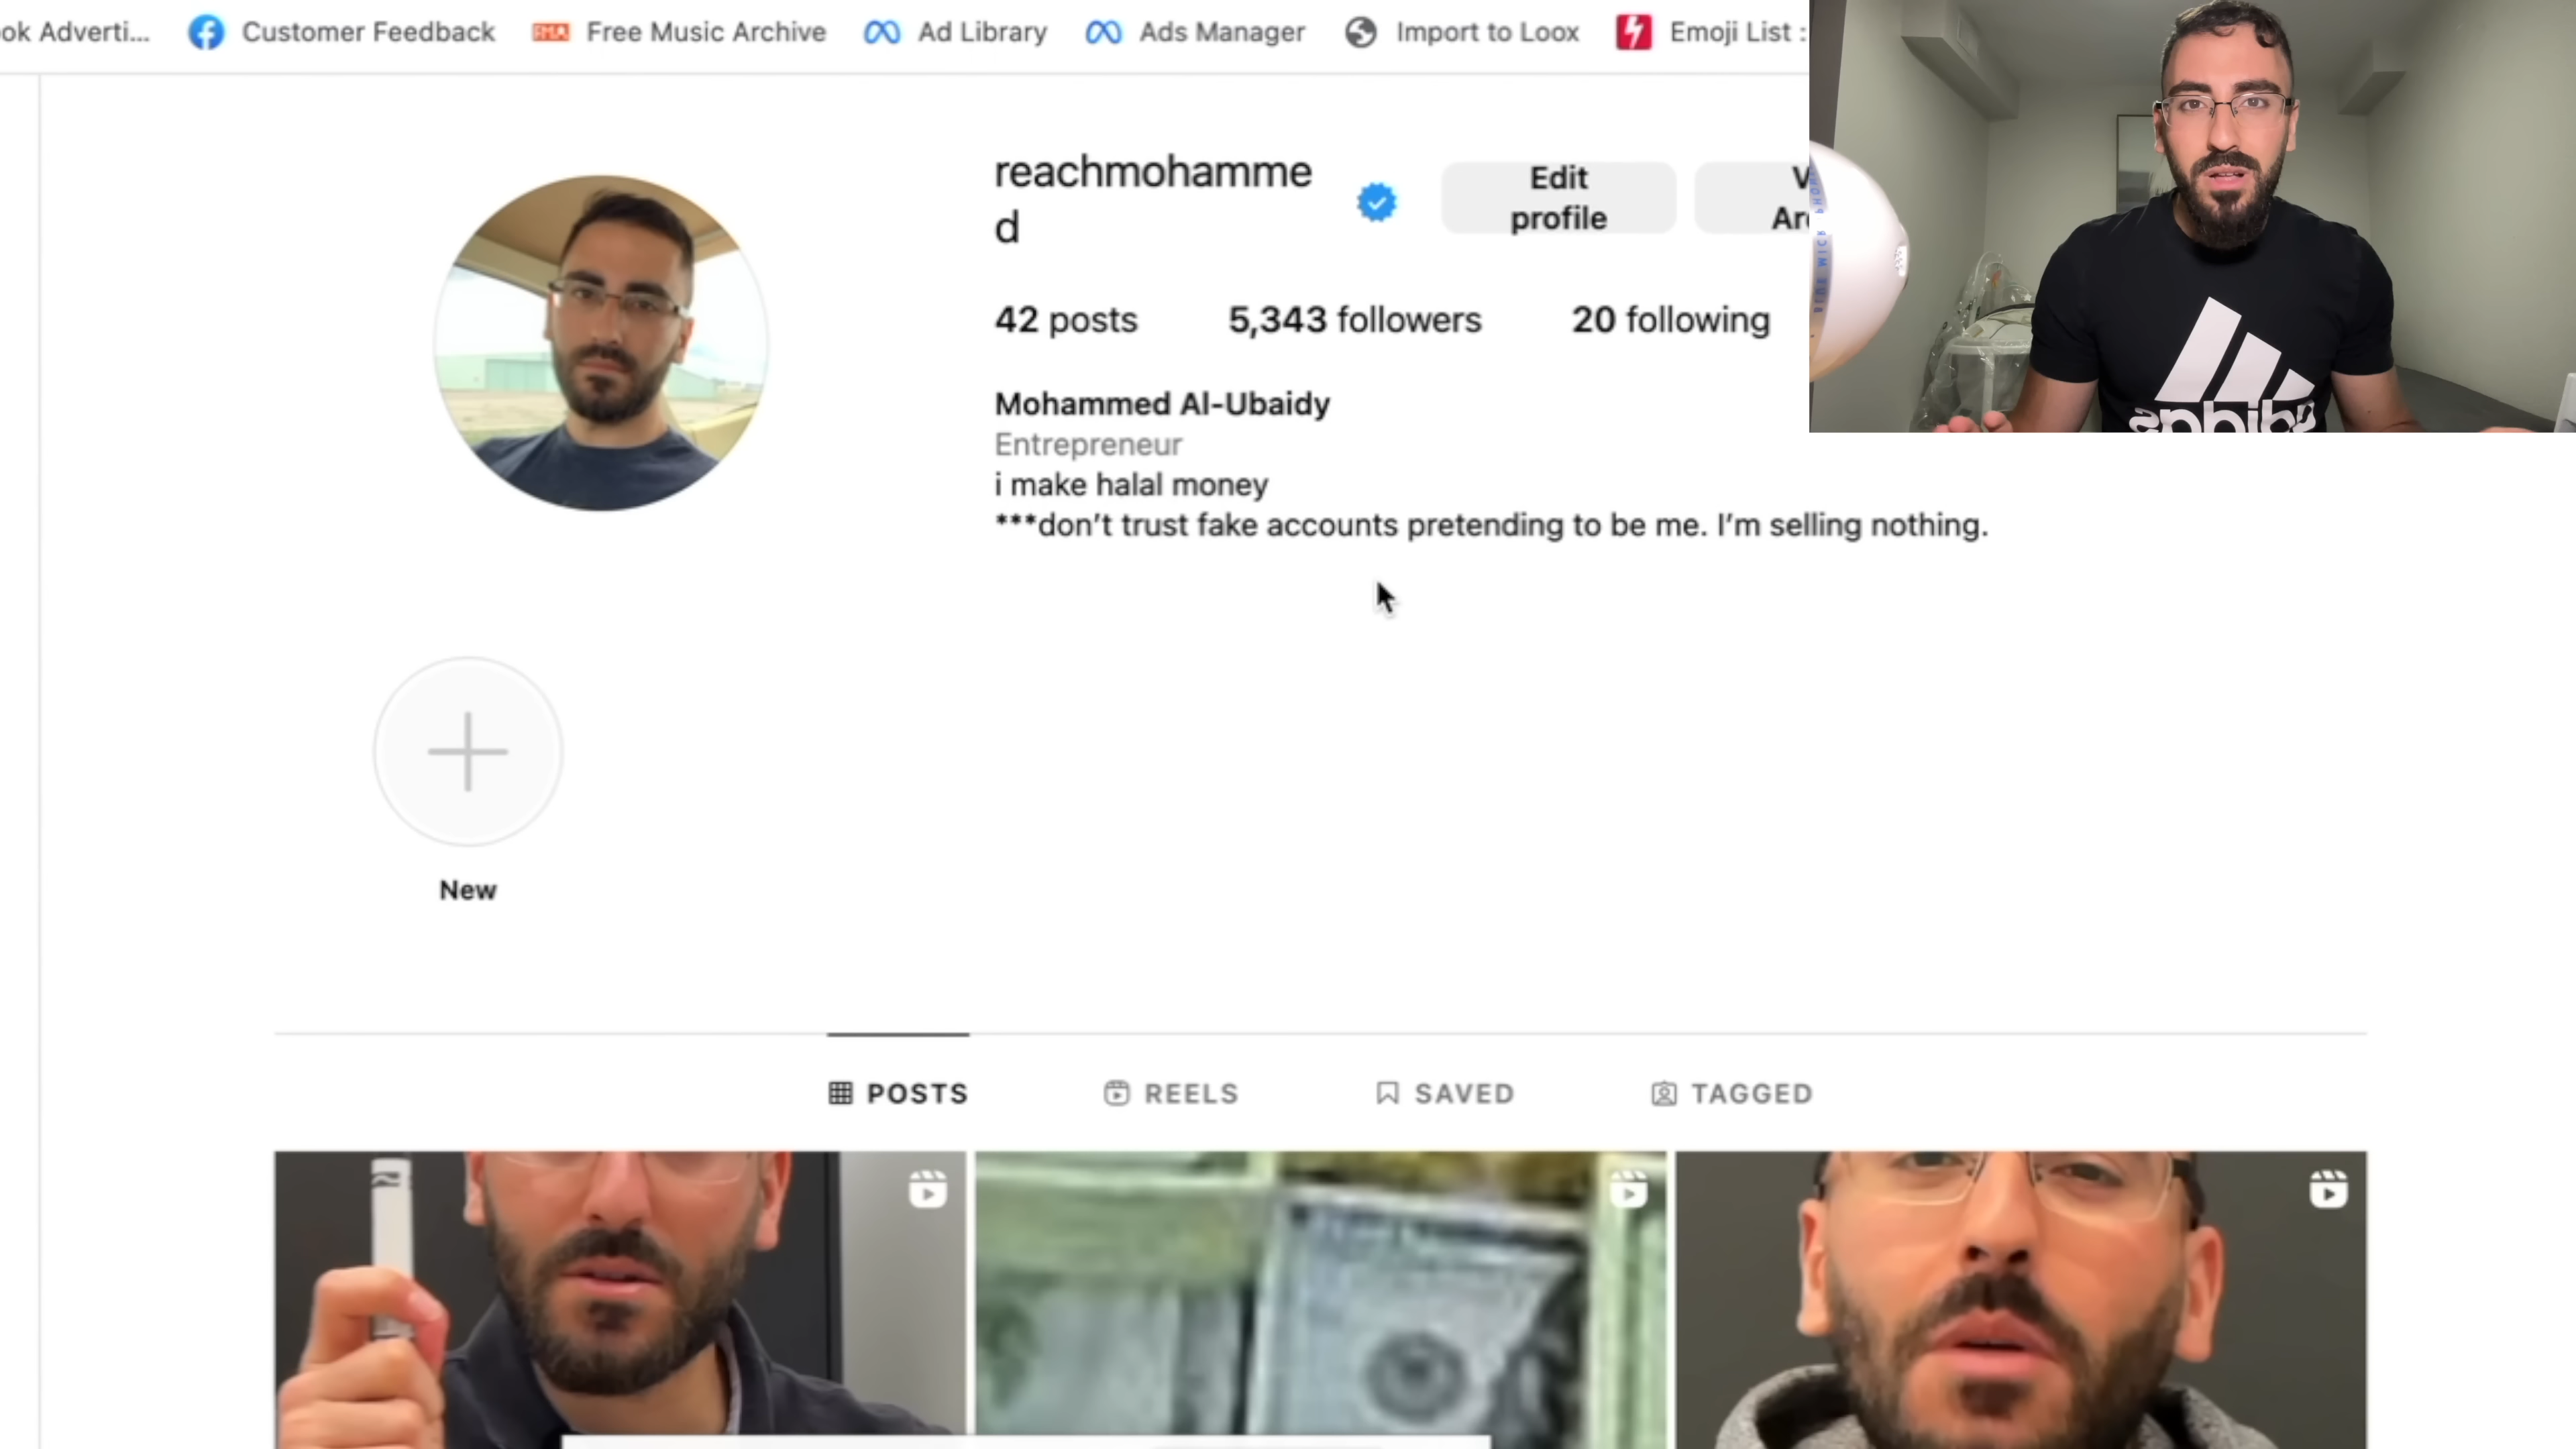 Customer Feedback
Free Music Archive
Ad Library
Ads Manager
Import to Loox
Emoji List :
reachmohamme
d
Edit
profile
42 posts
5,343 followers
20 following
Mohammed Al-Ubaidy
Entrepreneur
i make halal money
***don't trust fake accounts pretending to be me. I'm selling nothing.
New
POSTS
REELS
SAVED
TAGGED
adidas